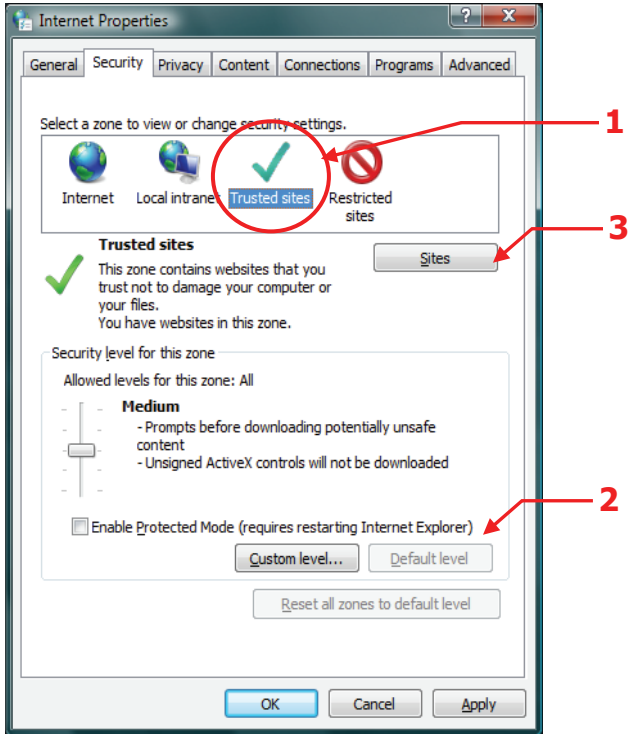 Internet Properties
?
X
General Security Privacy Content Connections Programs Advanced
Select a zone to view or change security settings.
1
Internet
Local intranet
Trusted sites
Restricted
sites
3
Trusted sites
Sites
This zone contains websites that you
trust not to damage your computer or
your files.
You have websites in this zone.
Security level for this zone
Allowed levels for this zone: All
Medium
- Prompts before downloading potentially unsafe
content
- Unsigned ActiveX controls will not be downloaded
2
Enable Protected Mode (requires restarting Internet Explorer)
Custom level... Default level
Reset all zones to default level
OK Cancel Apply